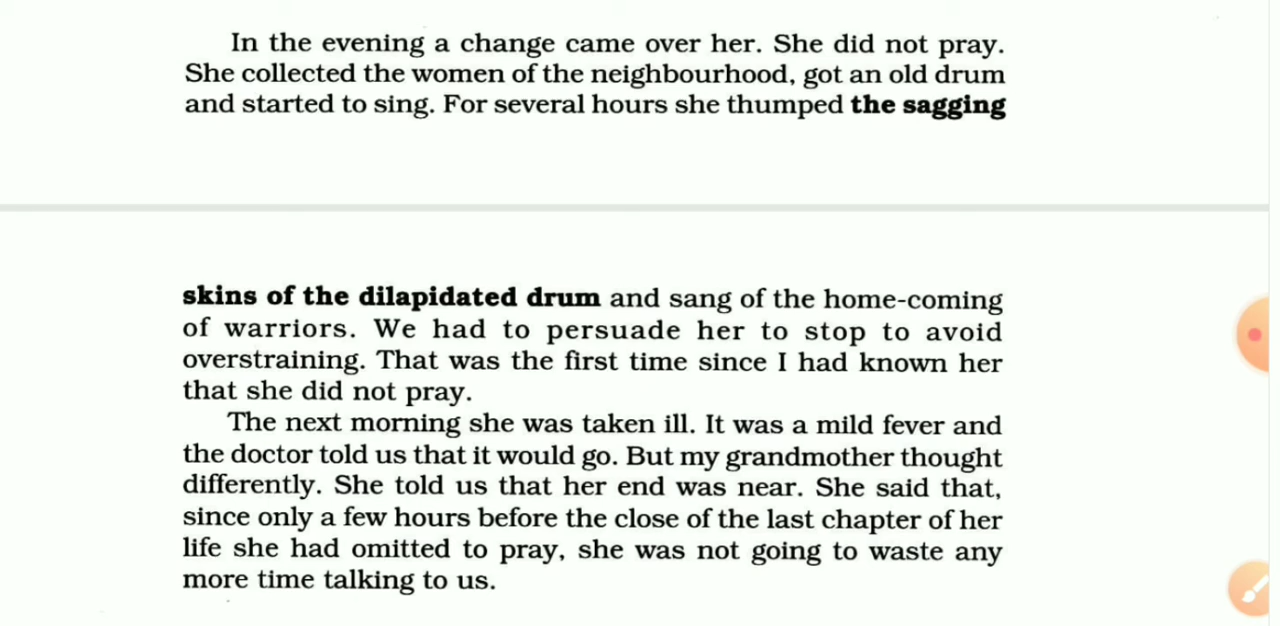 In the evening a change came over her. She did not pray.
She collected the women of the neighbourhood, got an old drum
and started to sing. For several hours she thumped the sagging
skins of the dilapidated drum and sang of the home-coming
of warriors. We had to persuade her to stop to avoid
overstraining. That was the first time since I had known her
that she did not pray.
The next morning she was taken ill. It was a mild fever and
the doctor told us that it would go. But my grandmother thought
differently. She told us that her end was near. She said that,
since only a few hours before the close of the last chapter of her
life she had omitted to pray, she was not going to waste any
more time talking to us.